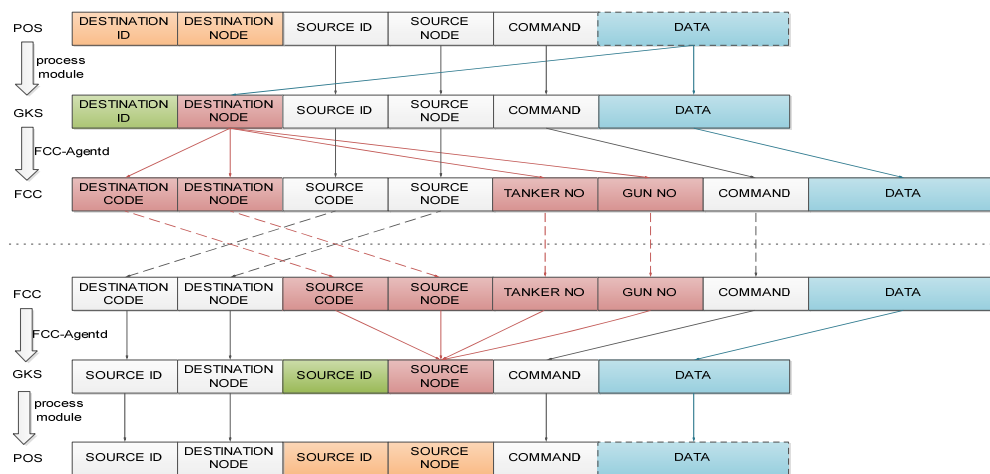 POS DESTINATION ID DESTINATION NODE SOURCE ID SOURCE NODE COMMAND DATA
process module
GKS DESTINATION ID DESTINATION NODE SOURCE ID SOURCE NODE COMMAND DATA
FCC-Agentd
FCC DESTINATION CODE DESTINATION NODE SOURCE CODE SOURCE NODE TANKER NO GUN NO COMMAND DATA
FCC DESTINATION CODE DESTINATION NODE SOURCE CODE SOURCE NODE TANKER NO GUN NO COMMAND DATA
FCC-Agentd
GKS SOURCE ID DESTINATION NODE SOURCE ID SOURCE NODE COMMAND DATA
process module
POS SOURCE ID DESTINATION NODE SOURCE ID SOURCE NODE COMMAND DATA